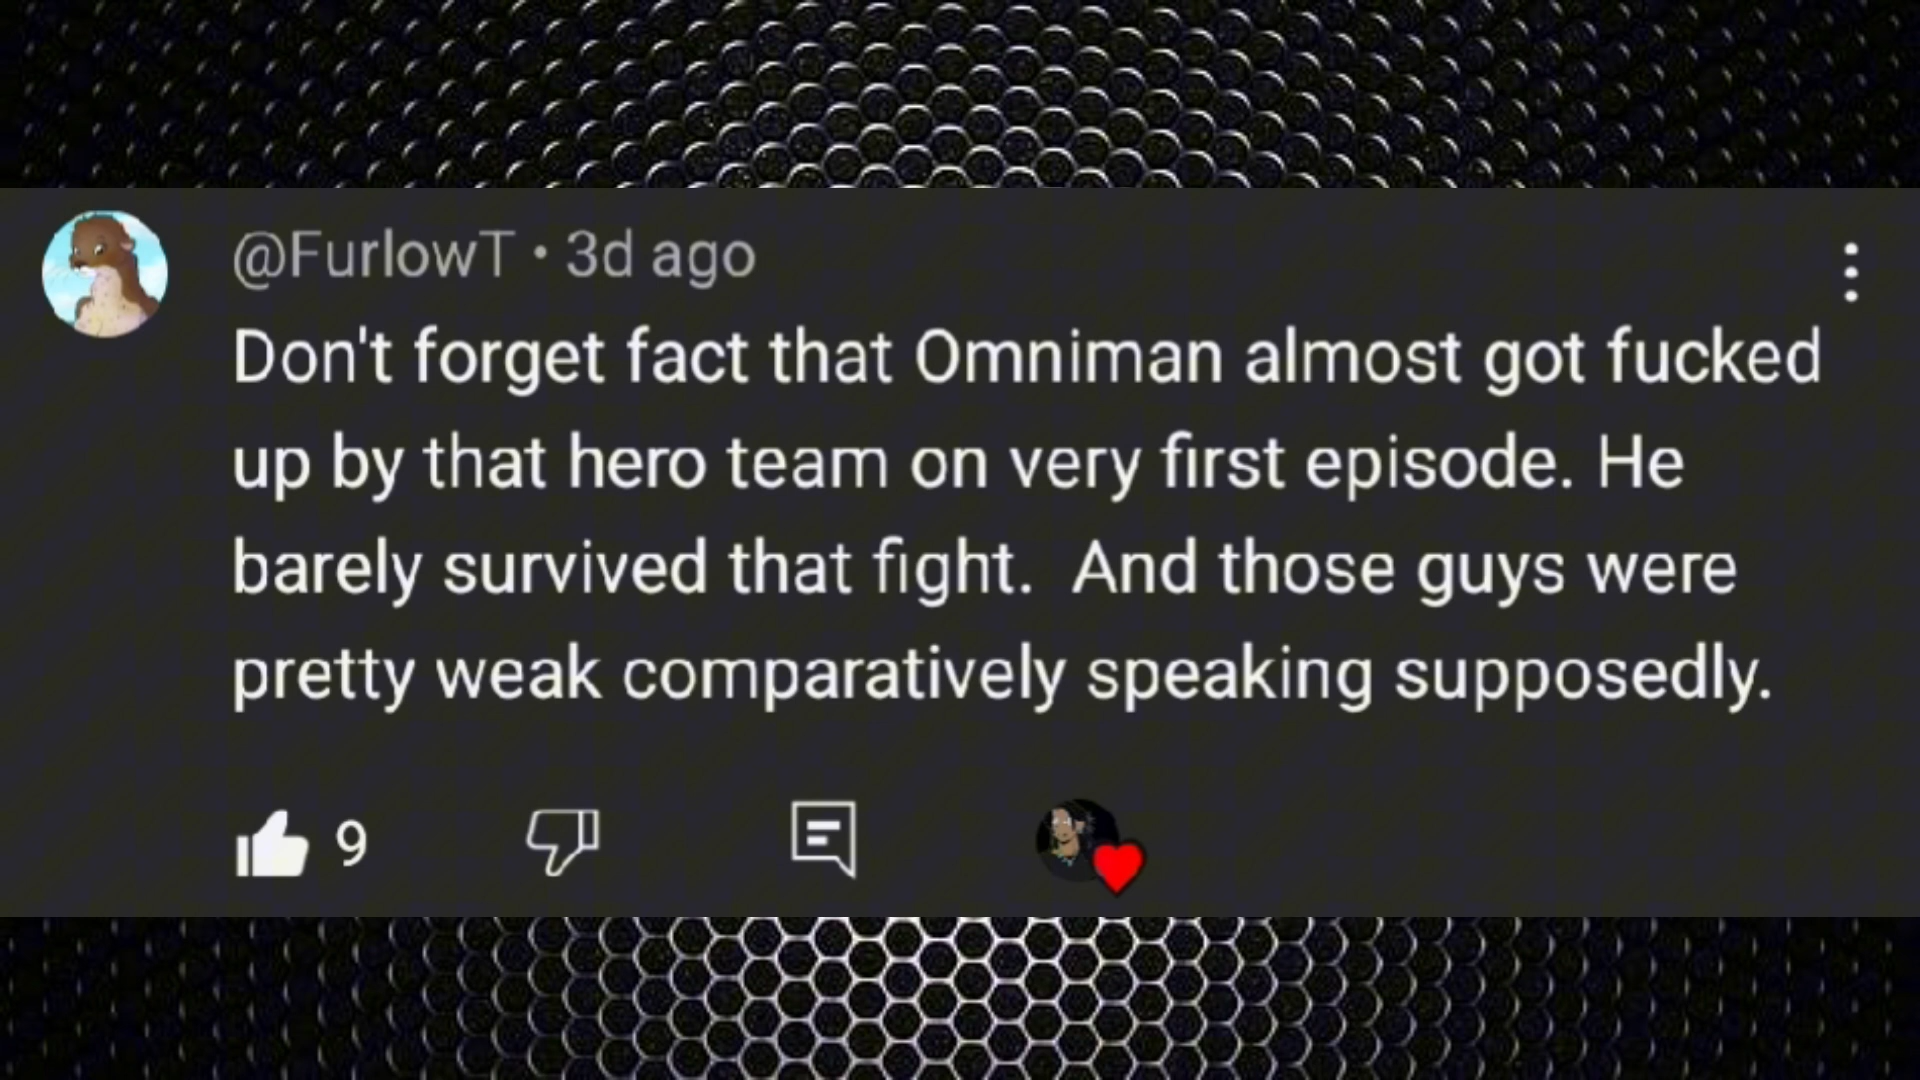 @FurlowT • 3d ago
Don't forget fact that Omniman almost got fucked
up by that hero team on very first episode. He
barely survived that fight.  And those guys were
pretty weak comparatively speaking supposedly.
9